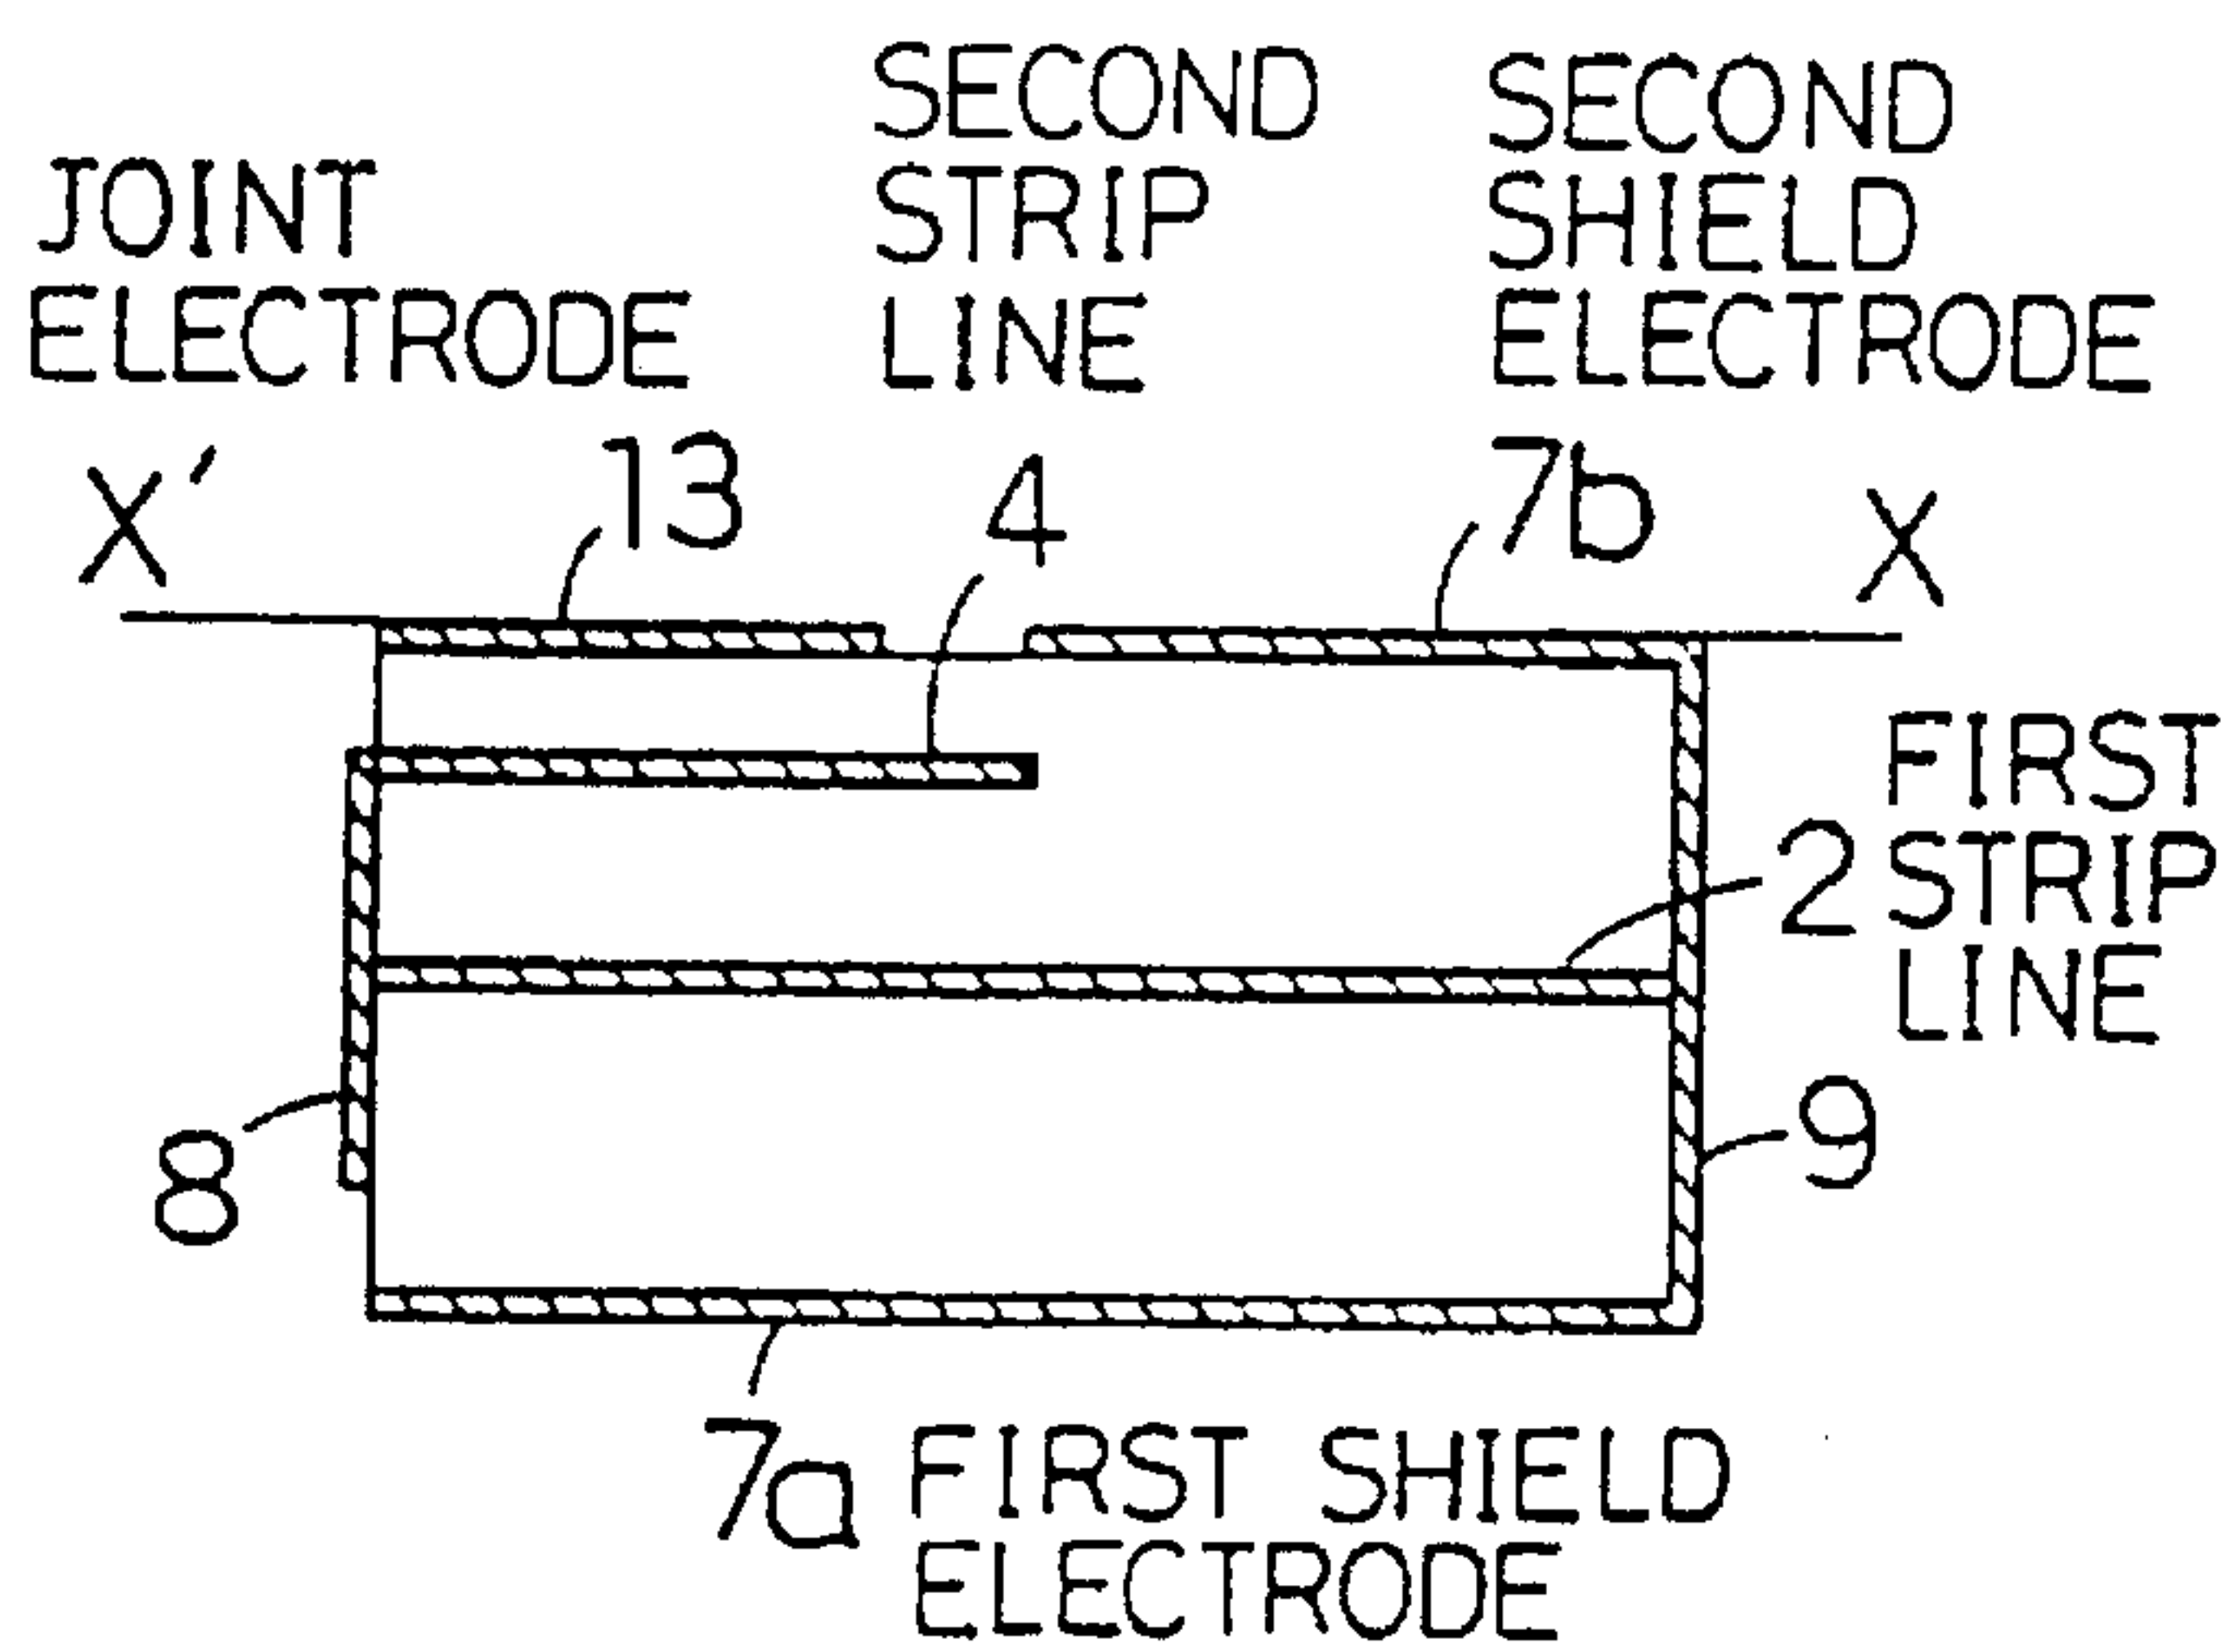 JOINT
ELECTRODE
SECOND
STRIP
LINE
SECOND
SHIELD
ELECTRODE
X′
13
4
7b
X
2
FIRST
STRIP
LINE
8
9
7a FIRST SHIELD
ELECTRODE